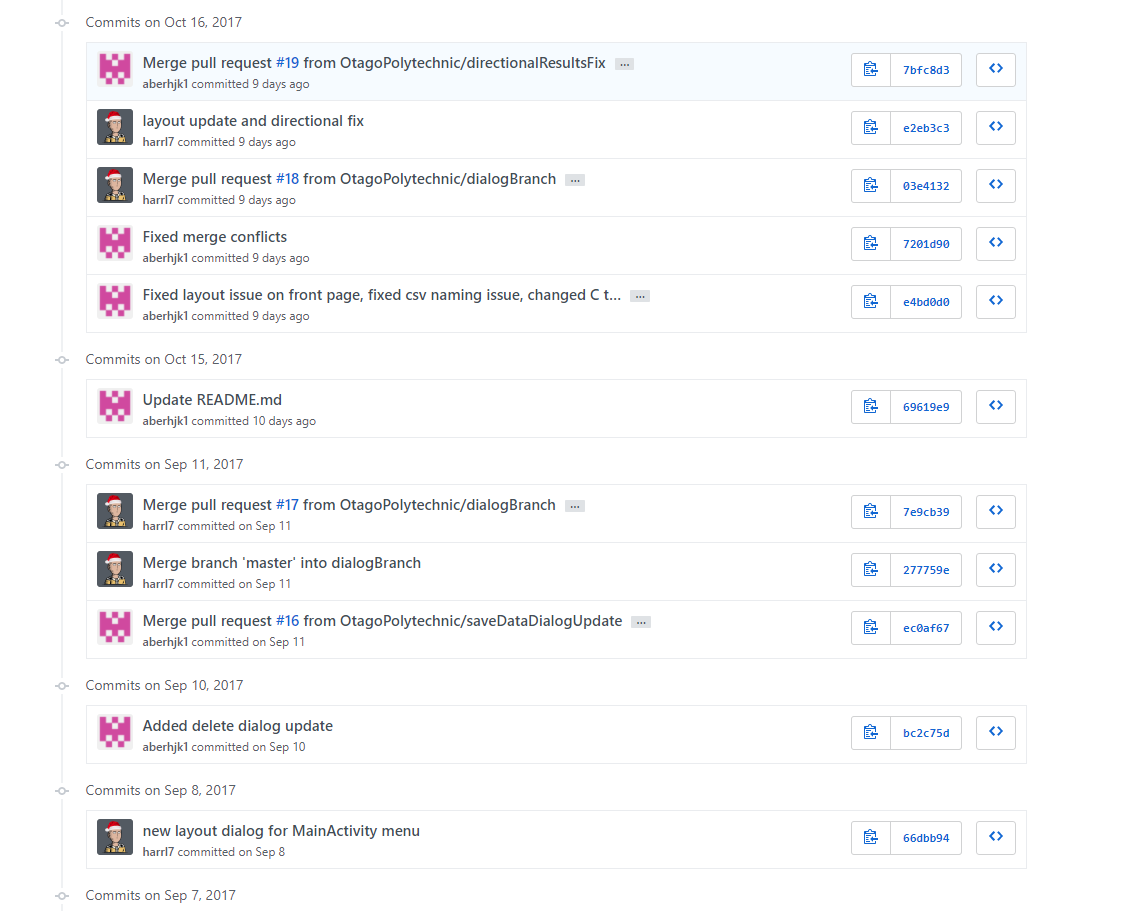 Commits on Oct 16, 2017
Merge pull request #19 from OtagoPolytechnic/directionalResultsFix ...
aberhjk1 committed 9 days ago
7bfc8d3
layout update and directional fix
harrl7 committed 9 days ago
e2eb3c3
Merge pull request #18 from OtagoPolytechnic/dialogBranch ...
harrl7 committed 9 days ago
03e4132
Fixed merge conflicts
aberhjk1 committed 9 days ago
7201d90
Fixed layout issue on front page, fixed csv naming issue, changed C t... ...
aberhjk1 committed 9 days ago
e4bd0d0
Commits on Oct 15, 2017
Update README.md
aberhjk1 committed 10 days ago
69619e9
Commits on Sep 11, 2017
Merge pull request #17 from OtagoPolytechnic/dialogBranch ...
harrl7 committed on Sep 11
7e9cb39
Merge branch 'master' into dialogBranch
harrl7 committed on Sep 11
277759e
Merge pull request #16 from OtagoPolytechnic/saveDataDialogUpdate ...
aberhjk1 committed on Sep 11
ec0af67
Commits on Sep 10, 2017
Added delete dialog update
aberhjk1 committed on Sep 10
bc2c75d
Commits on Sep 8, 2017
new layout dialog for MainActivity menu
harrl7 committed on Sep 8
66dbb94
Commits on Sep 7, 2017